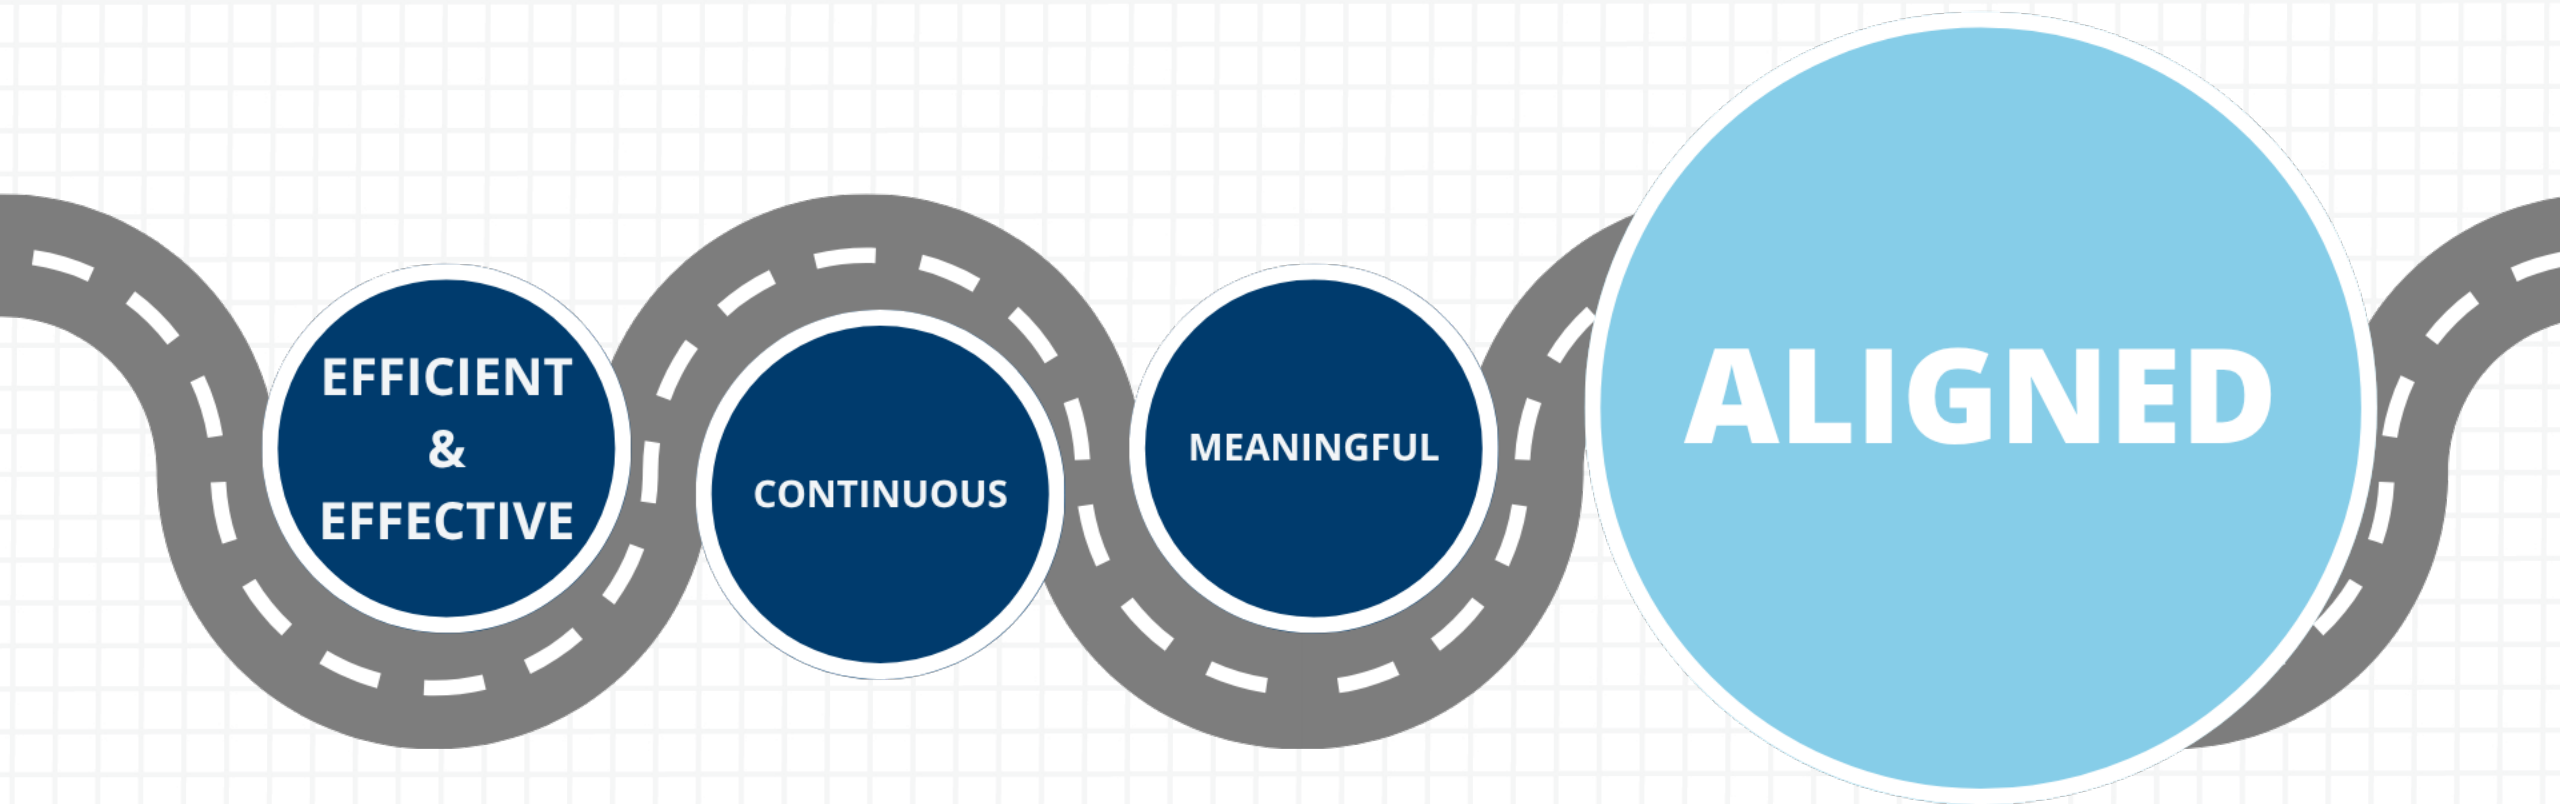 EFFICIENT
&
EFFECTIVE
CONTINUOUS
MEANINGFUL
ALIGNED